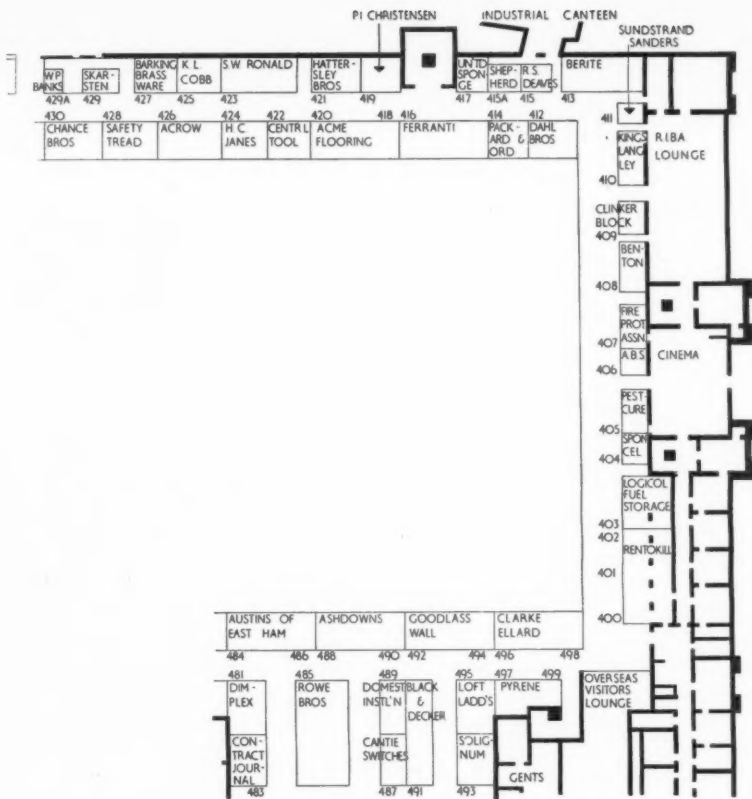 PI CHRISTENSEN
INDUSTRIAL CANTEEN
SUNDSTRAND
SANDERS
W P
BANKS
SKAR-
STEN
BARKING
BRASS
WARE
K. L.
COBB
S.W. RONALD
HATTER-
SLEY
BROS
UNTD
SPON-
GE
SHEP-
HERD
R.S.
DEAVES
BERITE
429A
429
427
425
423
421
419
417
415A
415
413
411
430
428
426
424
422
420
418
416
414
412
CHANCE
BROS
SAFETY
TREAD
ACROW
H C
JANES
CENTRL
TOOL
ACME
FLOORING
FERRANTI
PACK-
ARD &
ORD
DAHL
BROS
KINGS
LANG
LEY
410
RIBA
LOUNGE
CLINKER
BLOCK
409
BEN-
TON
408
FIRE
PROT
ASSN
407
A.B.S
406
CINEMA
PEST-
CURE
405
SPON
CEL
404
LOGICOL
FUEL
STORAGE
403
402
RENTOKILL
401
400
AUSTINS OF
EAST HAM
ASHDOWNS
GOODLASS
WALL
CLARKE
ELLARD
484
486
488
490
492
494
496
498
481
485
489
495
497
499
DIM-
PLEX
ROWE
BROS
DOMEST
INSTL'N
BLACK
&
DECKER
LOFT
LADD'S
PYRENE
OVERSEAS
VISITORS
LOUNGE
CON-
TRACT
JOUR-
NAL
CANTIE
SWITCHES
SOLIG-
NUM
GENTS
483
487
491
493